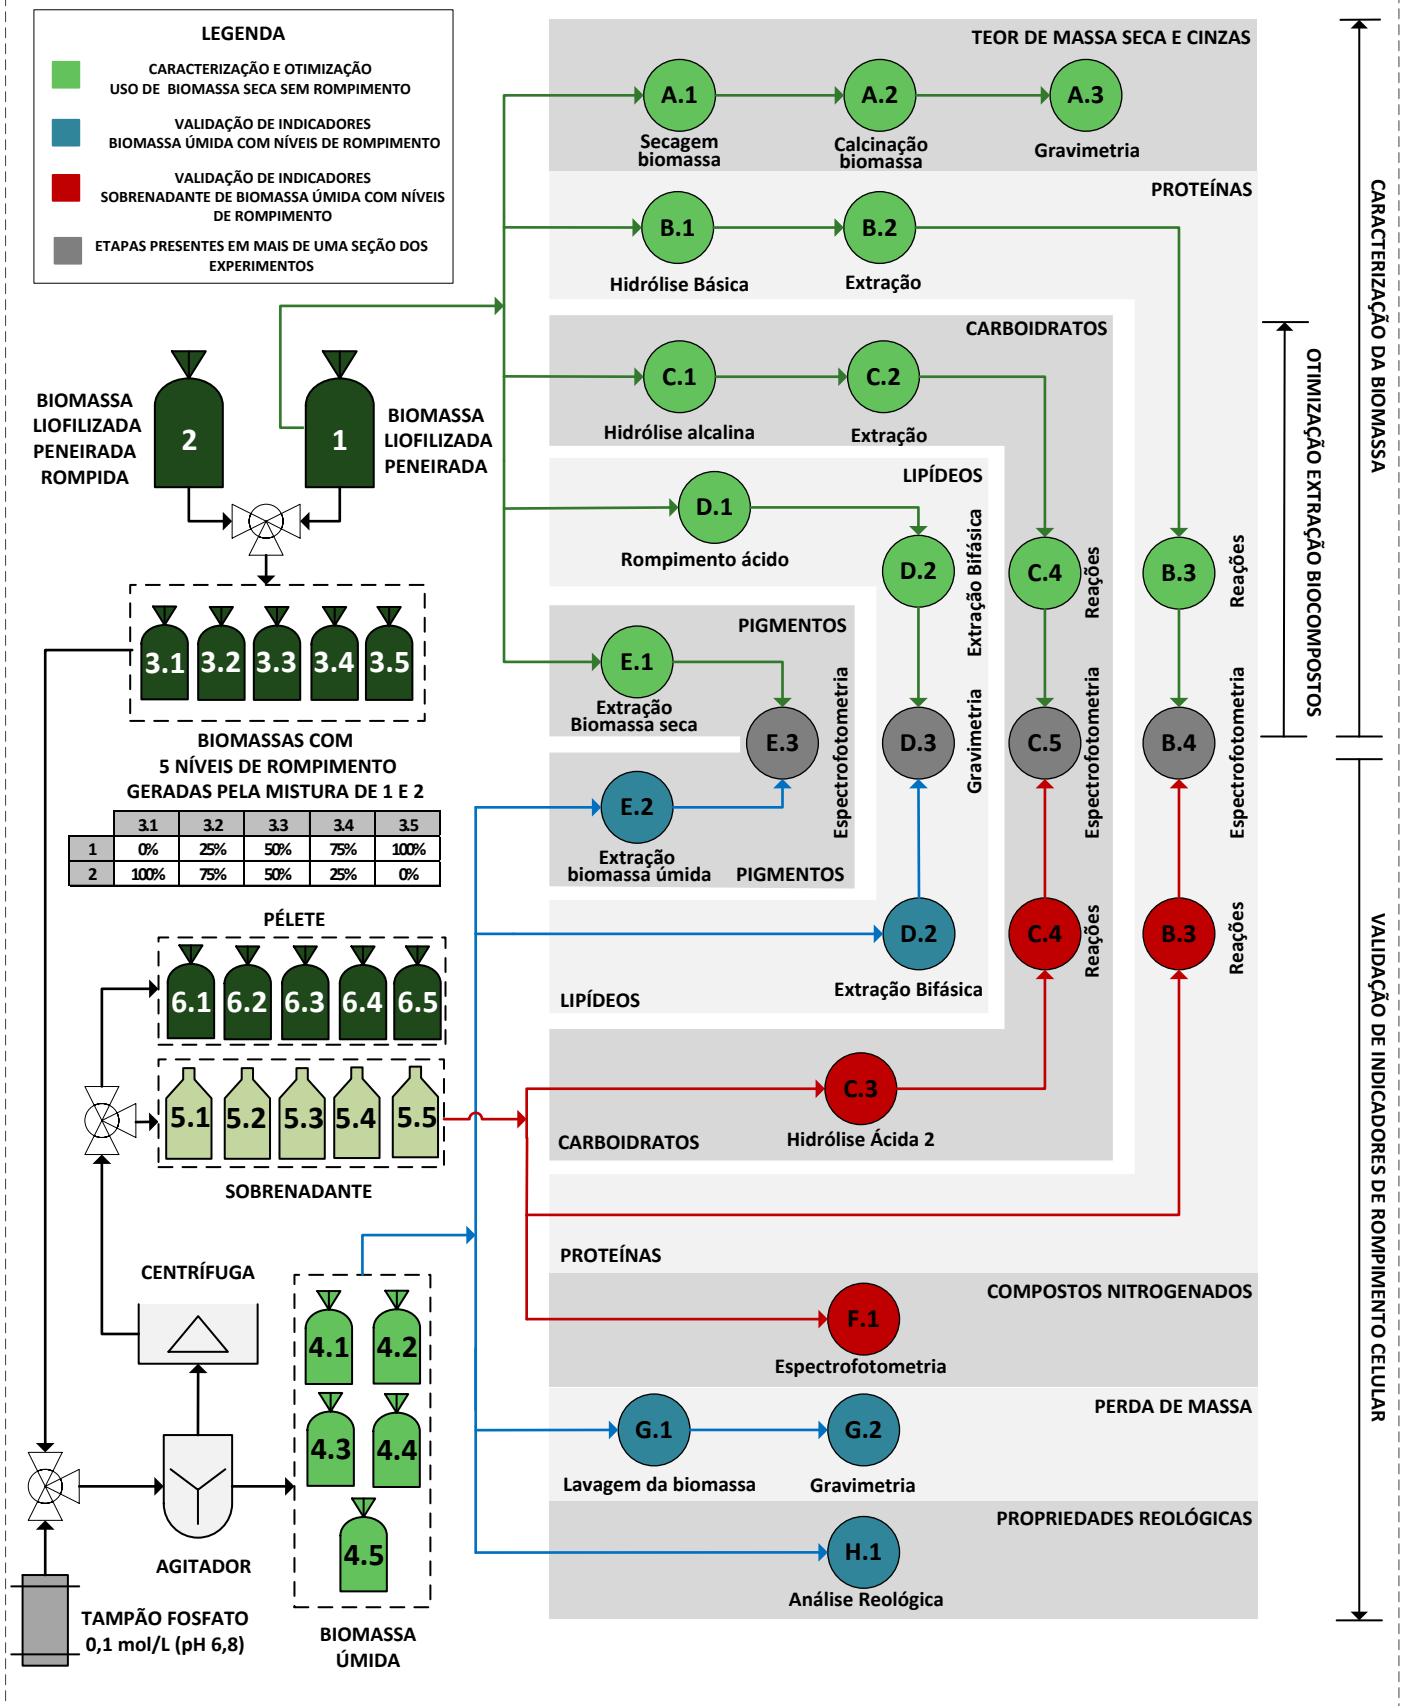 LEGENDA
CARACTERIZAÇÃO E OTIMIZAÇÃO
USO DE BIOMASSA SECA SEM ROMPIMENTO
VALIDAÇÃO DE INDICADORES
BIOMASSA ÚMIDA COM NÍVEIS DE ROMPIMENTO
VALIDAÇÃO DE INDICADORES
SOBRENADANTE DE BIOMASSA ÚMIDA COM NÍVEIS
DE ROMPIMENTO
ETAPAS PRESENTES EM MAIS DE UMA SEÇÃO DOS
EXPERIMENTOS
TEOR DE MASSA SECA E CINZAS
A.1
A.2
A.3
Secagem
biomassa
Calcinação
biomassa
Gravimetria
PROTEÍNAS
B.1
B.2
Hidrólise Básica
Extração
CARBOIDRATOS
C.1
C.2
Hidrólise alcalina
Extração
LIPÍDEOS
D.1
Rompimento ácido
D.2
Extração Bifásica
C.4
Reações
B.3
Reações
PIGMENTOS
E.1
Extração
Biomassa seca
E.3
Espectrofotometria
D.3
Gravimetria
C.5
Espectrofotometria
B.4
Espectrofotometria
E.2
Extração
biomassa úmida
PIGMENTOS
D.2
Extração Bifásica
C.4
Reações
B.3
Reações
LIPÍDEOS
C.3
Hidrólise Ácida 2
CARBOIDRATOS
PROTEÍNAS
COMPOSTOS NITROGENADOS
F.1
Espectrofotometria
PERDA DE MASSA
G.1
G.2
Lavagem da biomassa
Gravimetria
PROPRIEDADES REOLÓGICAS
H.1
Análise Reológica
CARACTERIZAÇÃO DA BIOMASSA
OTIMIZAÇÃO EXTRAÇÃO BIOCOMPOSTOS
VALIDAÇÃO DE INDICADORES DE ROMPIMENTO CELULAR
BIOMASSA
LIOFILIZADA
PENEIRADA
ROMPIDA
2
1
BIOMASSA
LIOFILIZADA
PENEIRADA
3.1
3.2
3.3
3.4
3.5
BIOMASSAS COM
5 NÍVEIS DE ROMPIMENTO
GERADAS PELA MISTURA DE 1 E 2
3.1 3.2 3.3 3.4 3.5
1 0% 25% 50% 75% 100%
2 100% 75% 50% 25% 0%
PÉLETE
6.1
6.2
6.3
6.4
6.5
5.1
5.2
5.3
5.4
5.5
SOBRENADANTE
CENTRÍFUGA
4.1
4.2
4.3
4.4
4.5
AGITADOR
BIOMASSA
ÚMIDA
TAMPÃO FOSFATO
0,1 mol/L (pH 6,8)